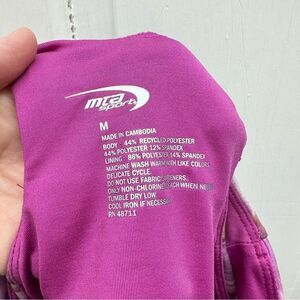 mta
sport
M
MADE IN CAMBODIA
BODY 44% RECYCLED POLYESTER
44% POLYESTER 12% SPANDEX
LINING 86% POLYESTER 14% SPANDEX
MACHINE WASH WARM WITH LIKE COLORS
DELICATE CYCLE.
DO NOT USE FABRIC SOFTENERS.
ONLY NON-CHLORINE BLEACH WHEN NEEDED
TUMBLE DRY LOW
COOL IRON IF NECESSARY
RN 48711